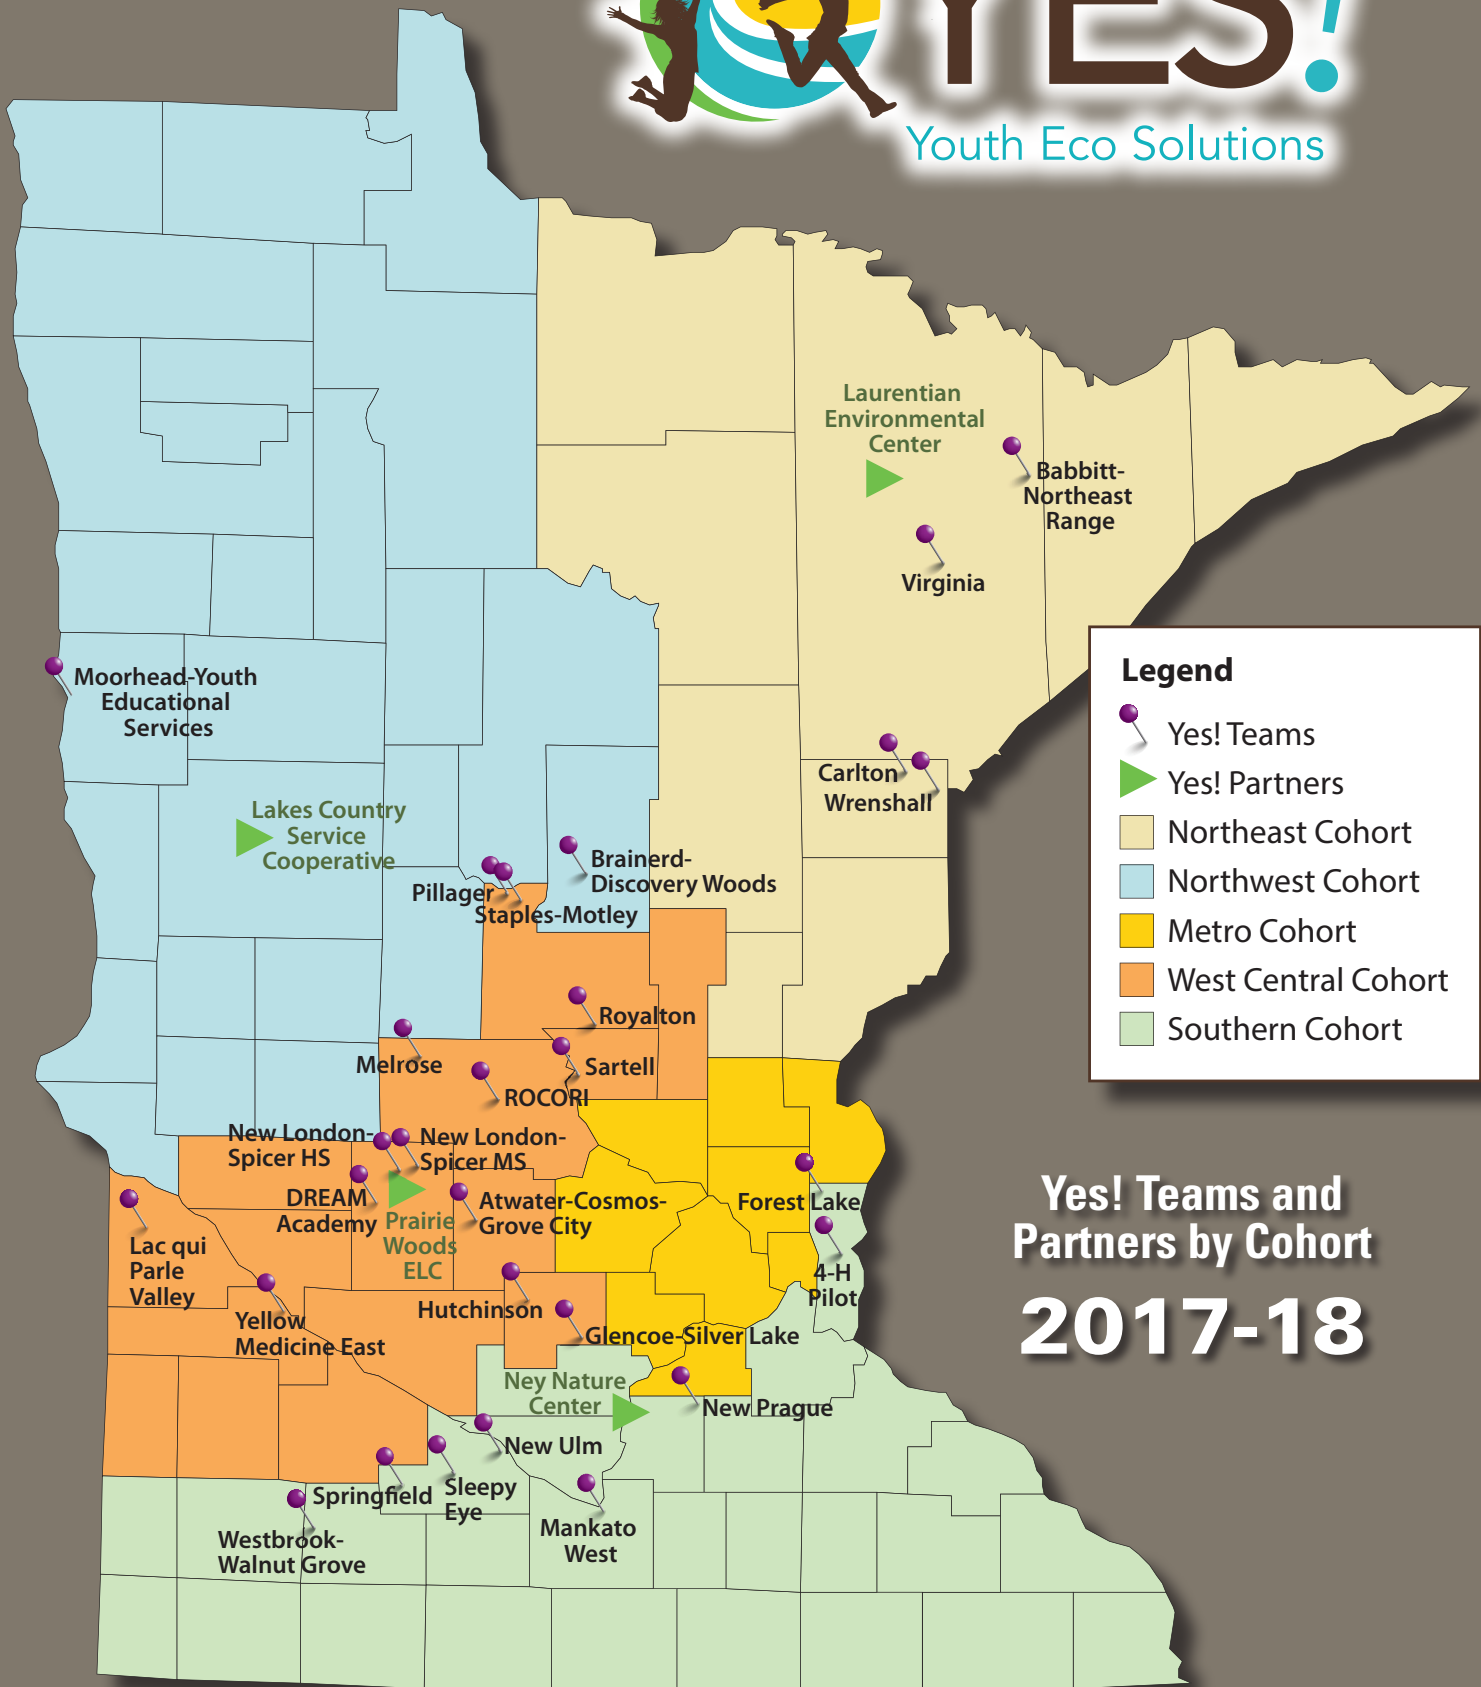 YES!
Youth Eco Solutions
Laurentian
Environmental
Center
Babbitt-
Northeast
Range
Virginia
Moorhead-Youth
Educational
Services
Legend
Yes! Teams
Yes! Partners
Northeast Cohort
Northwest Cohort
Metro Cohort
West Central Cohort
Southern Cohort
Carlton
Wrenshall
Lakes Country
Service
Cooperative
Brainerd-
Discovery Woods
Pillager
Staples-Motley
Royalton
Melrose
Sartell
ROCORI
New London-
Spicer HS
New London-
Spicer MS
DREAM
Academy
Prairie
Woods
ELC
Atwater-Cosmos-
Grove City
Forest Lake
4-H
Pilot
Lac qui
Parle
Valley
Yellow
Medicine East
Hutchinson
Glencoe-Silver Lake
Ney Nature
Center
New Prague
New Ulm
Sleepy
Eye
Springfield
Mankato
West
Westbrook-
Walnut Grove
Yes! Teams and
Partners by Cohort
2017-18